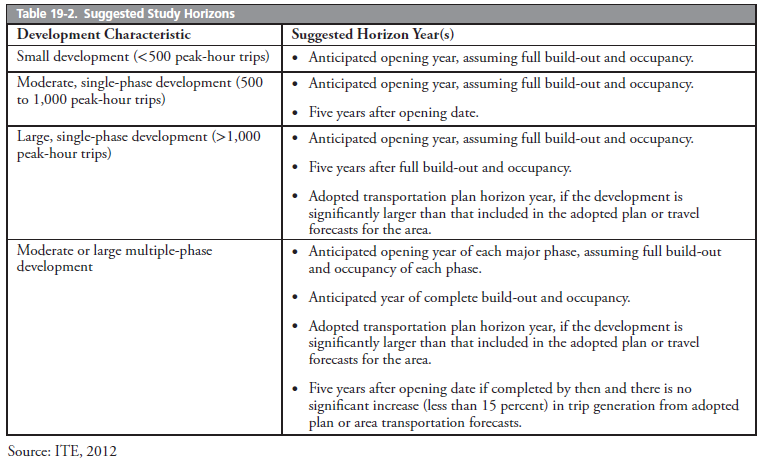 Table 19-2. Suggested Study Horizons
Development Characteristic
Suggested Horizon Year(s)
Small development (<500 peak-hour trips)
• Anticipated opening year, assuming full build-out and occupancy.
Moderate, single-phase development (500
to 1,000 peak-hour trips)
• Anticipated opening year, assuming full build-out and occupancy.
• Five years after opening date.
Large, single-phase development (>1,000
peak-hour trips)
• Anticipated opening year, assuming full build-out and occupancy.
• Five years after full build-out and occupancy.
• Adopted transportation plan horizon year, if the development is
significantly larger than that included in the adopted plan or travel
forecasts for the area.
Moderate or large multiple-phase
development
• Anticipated opening year of each major phase, assuming full build-out
and occupancy of each phase.
• Anticipated year of complete build-out and occupancy.
• Adopted transportation plan horizon year, if the development is
significantly larger than that included in the adopted plan or travel
forecasts for the area.
• Five years after opening date if completed by then and there is no
significant increase (less than 15 percent) in trip generation from adopted
plan or area transportation forecasts.
Source: ITE, 2012